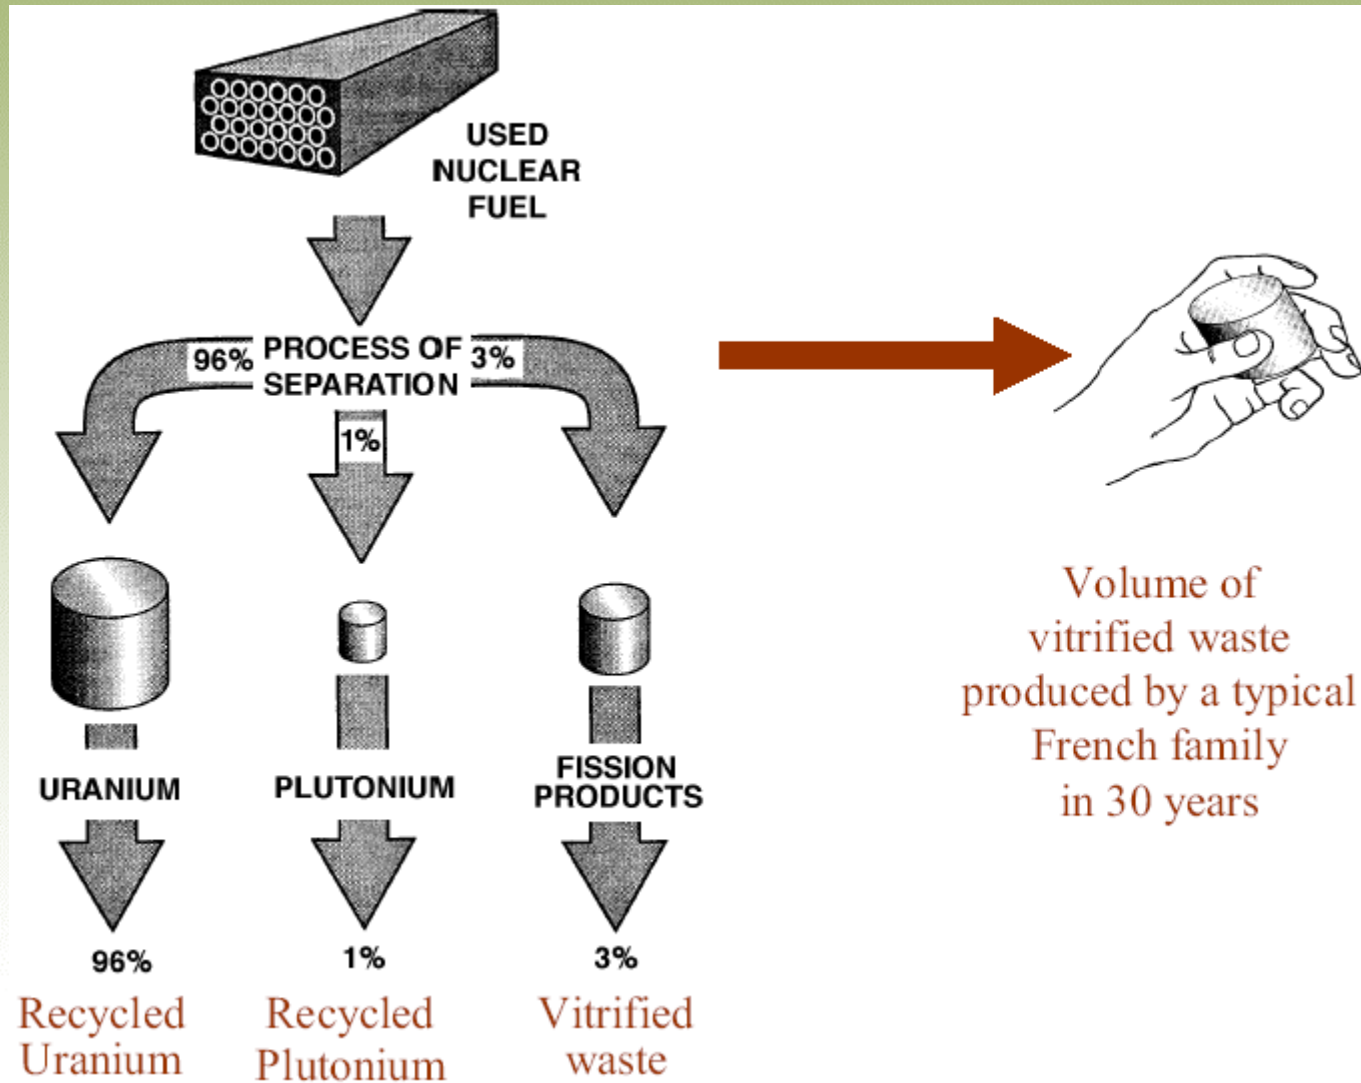 USED
NUCLEAR
FUEL
96% PROCESS OF 3%
SEPARATION
1%
URANIUM
PLUTONIUM
FISSION
PRODUCTS
96%
1%
3%
Recycled
Uranium
Recycled
Plutonium
Vitrified
waste
Volume of
vitrified waste
produced by a typical
French family
in 30 years